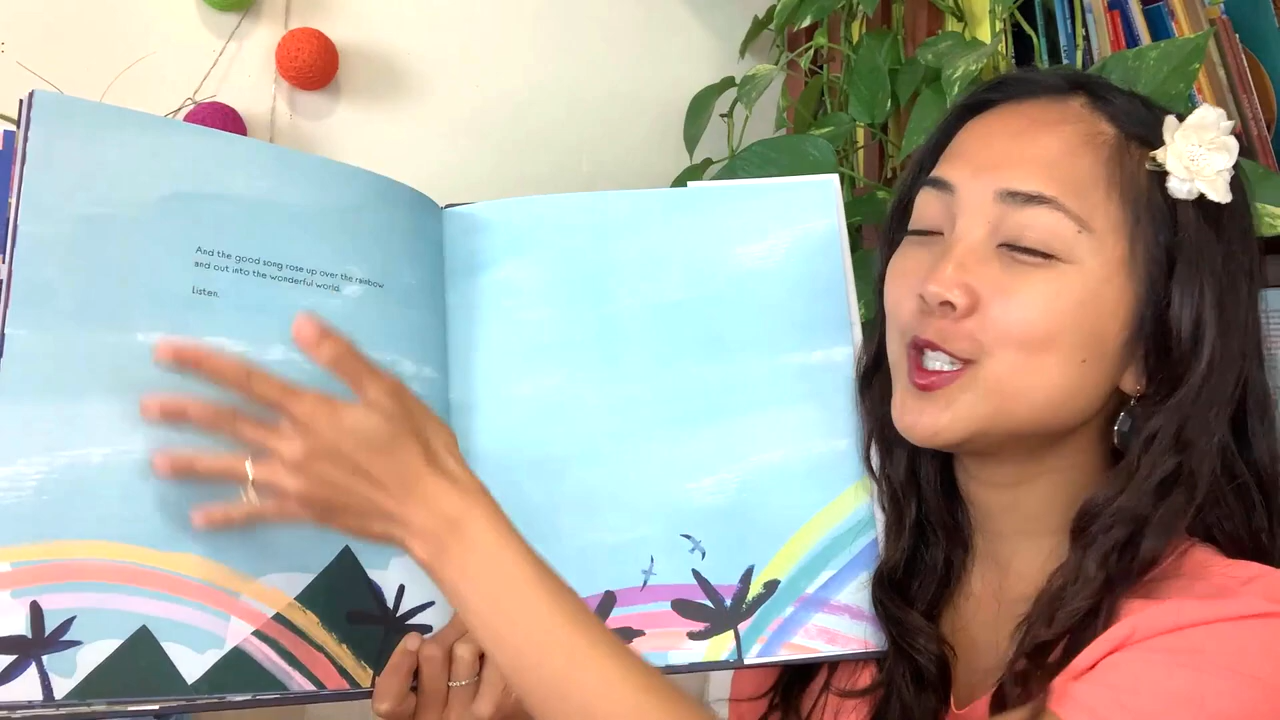 And the good song rose up over the rainbow
and out into the wonderful world.
Listen.